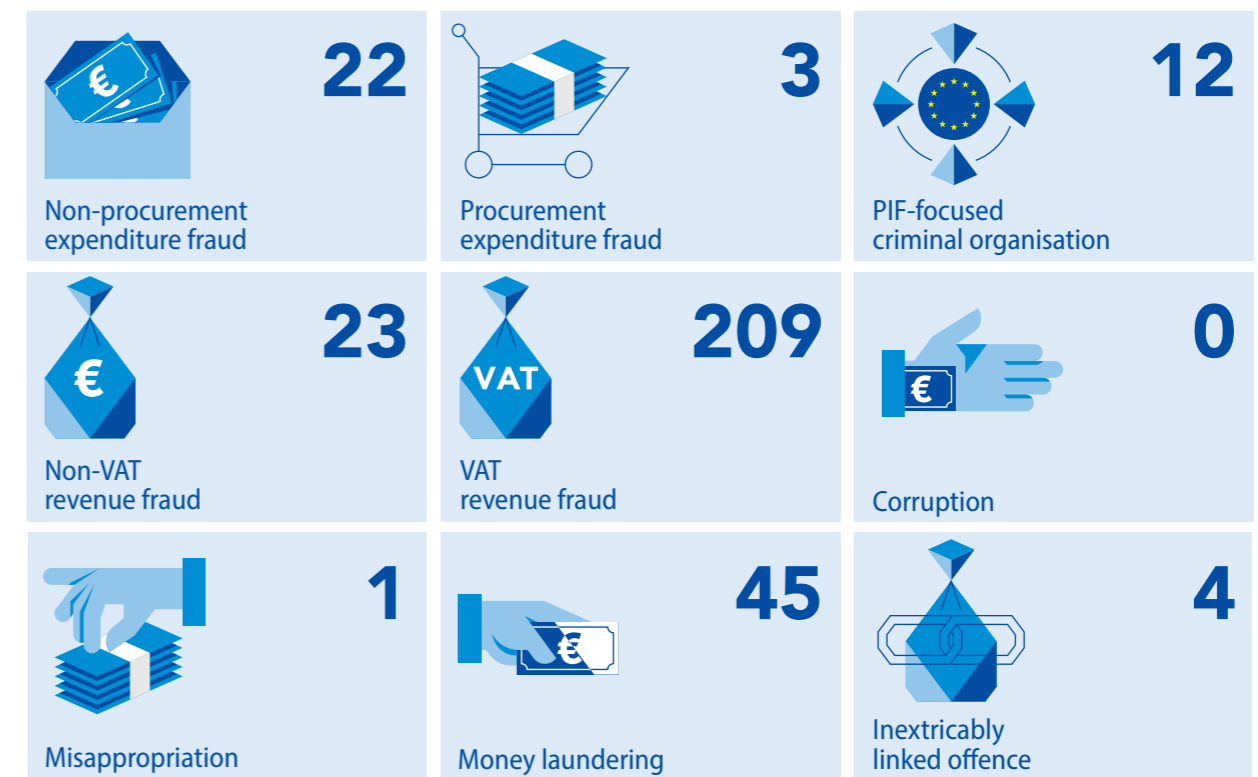 22
Non-procurement
expenditure fraud
3
Procurement
expenditure fraud
12
PIF-focused
criminal organisation
€
23
Non-VAT
revenue fraud
VAT
209
VAT
revenue fraud
€
0
Corruption
1
Misappropriation
€
45
Money laundering
4
Inextricably
linked offence